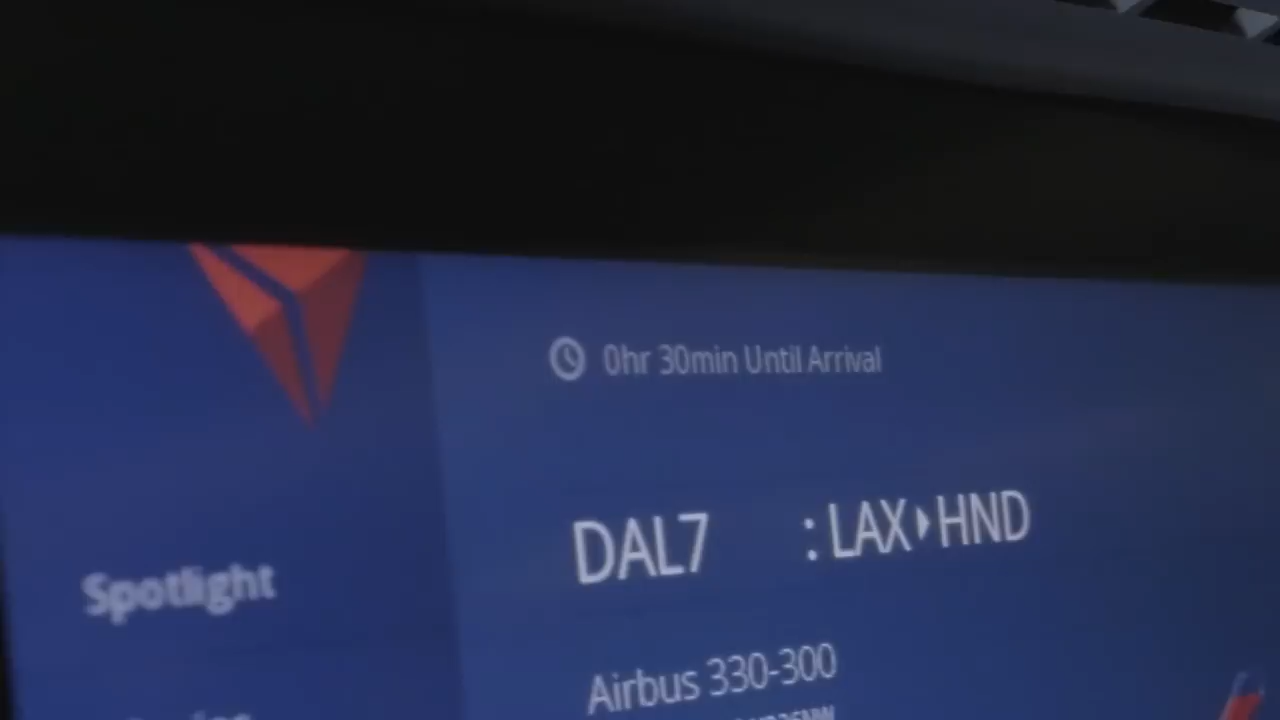 0hr 30min Until Arrival
DAL7 : LAX▸HND
Spotlight
Airbus 330-300